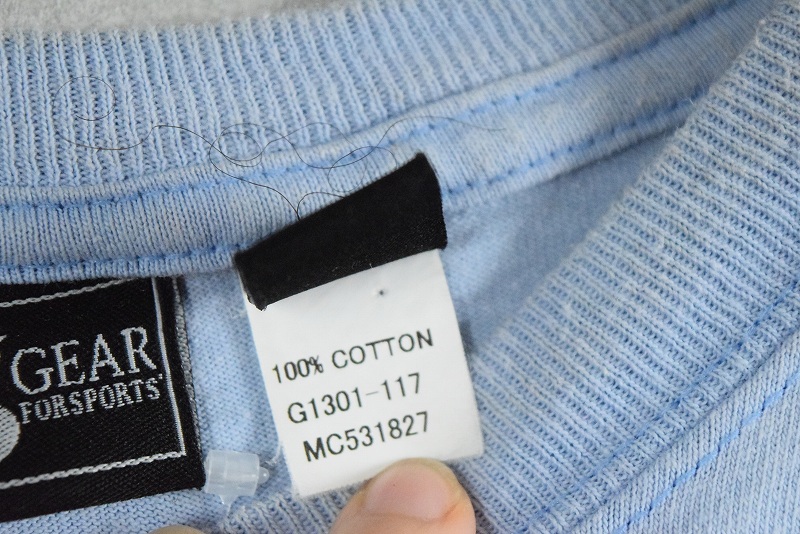 GEAR
FORSPORTS
100% COTTON
G1301-117
MC531827